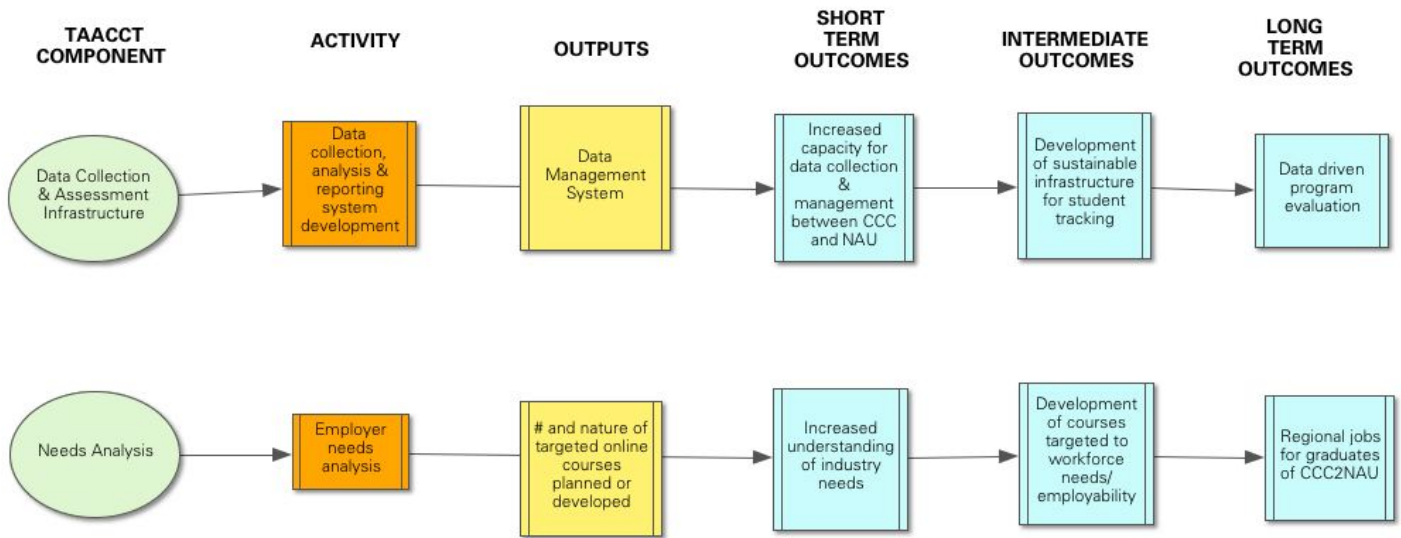 TAACCT
COMPONENT
ACTIVITY
OUTPUTS
SHORT
TERM
OUTCOMES
INTERMEDIATE
OUTCOMES
LONG
TERM
OUTCOMES
Data Collection
& Assessment
Infrastructure
Data
collection,
analysis &
reporting
system
development
Data
Management
System
Increased
capacity for
data collection
&
management
between CCC
and NAU
Development
of sustainable
infrastructure
for student
tracking
Data driven
program
evaluation
Needs Analysis
Employer
needs
analysis
# and nature of
targeted online
courses
planned or
developed
Increased
understanding
of industry
needs
Development
of courses
targeted to
workforce
needs/
employability
Regional jobs
for graduates
of CCC2NAU